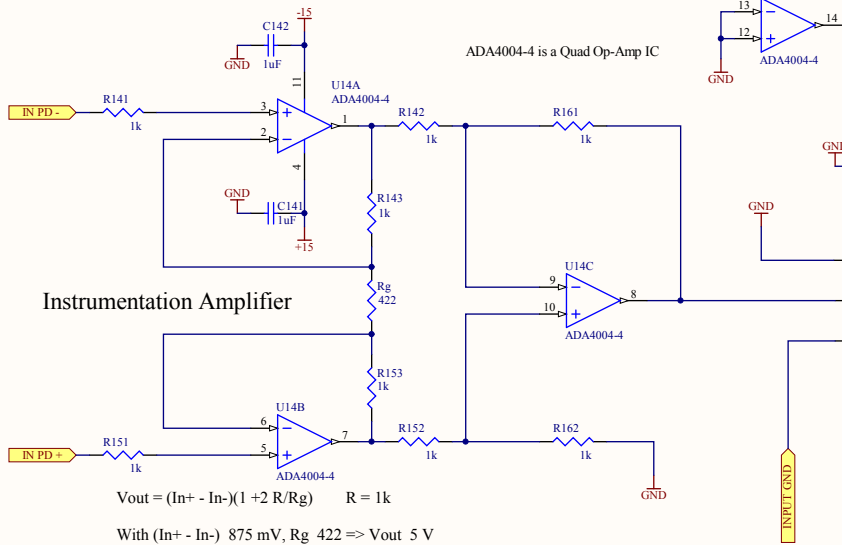 -15
C142
1uF
GND
11
U14A
ADA4004-4
ADA4004-4 is a Quad Op-Amp IC
13
12
14
ADA4004-4
GND
IN PD -
R141
1k
3
2
1
R142
1k
R161
1k
4
GND
C141
1uF
+15
R143
1k
GND
GND
Instrumentation Amplifier
Rg
422
U14C
9
10
8
ADA4004-4
R153
1k
U14B
6
5
7
ADA4004-4
IN PD +
R151
1k
R152
1k
R162
1k
GND
INPUT GND
Vout = (In+ - In-)(1 +2 R/Rg) R = 1k
With (In+ - In-) 875 mV, Rg 422 => Vout 5 V